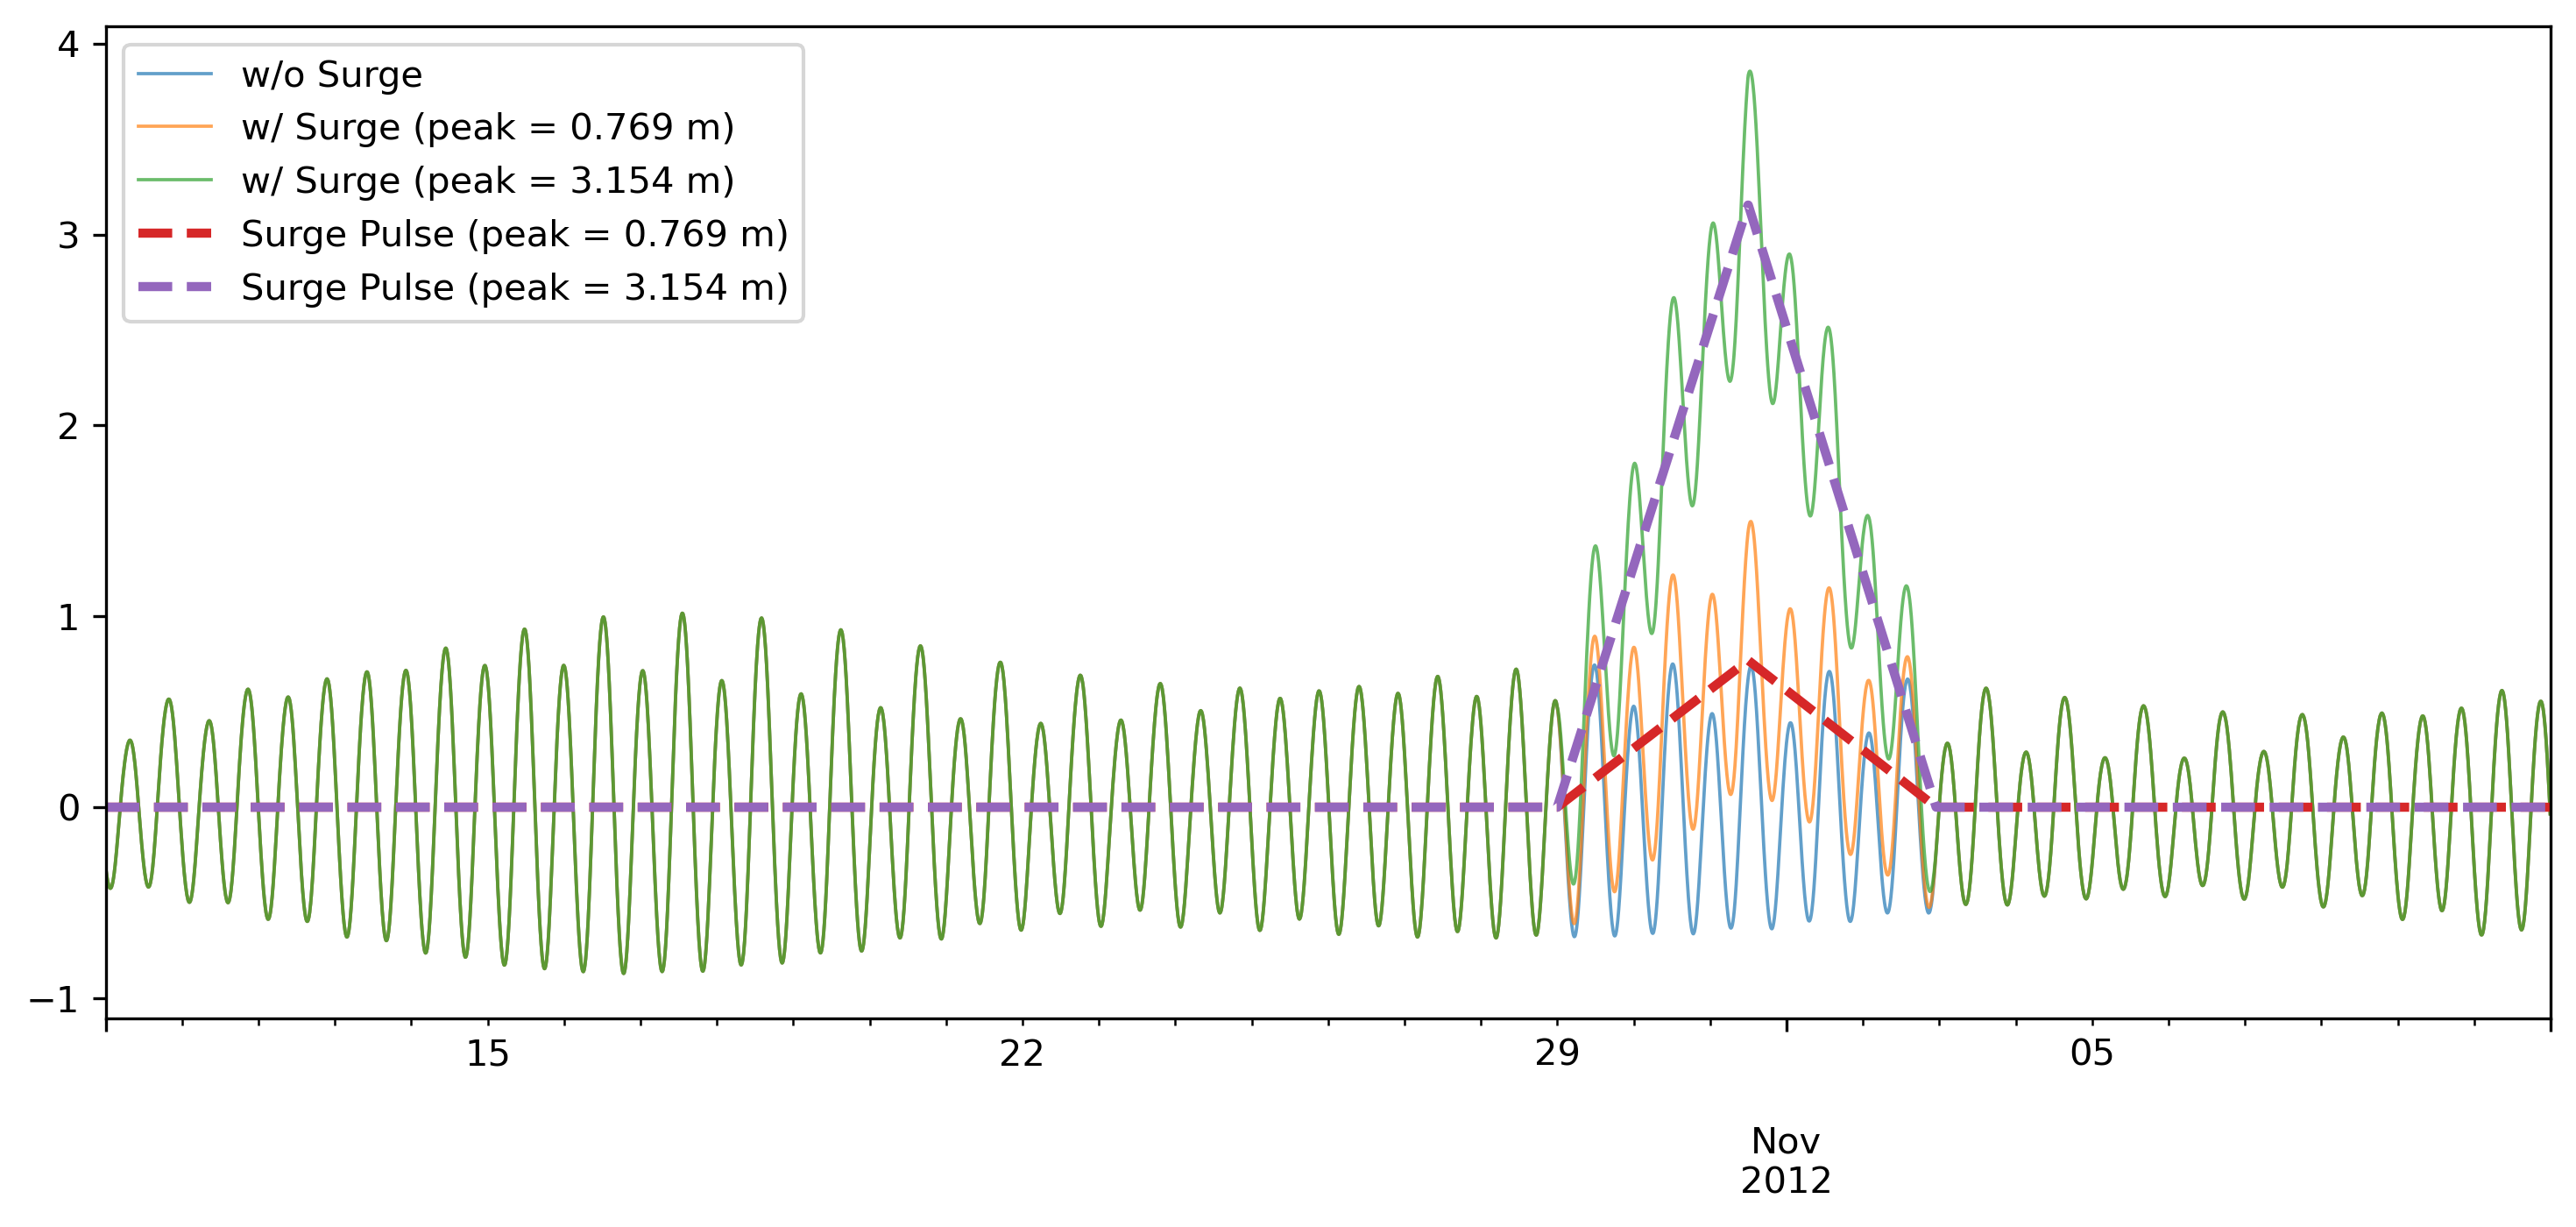 4
3
2
1
0
−1
w/o Surge
w/ Surge (peak = 0.769 m)
w/ Surge (peak = 3.154 m)
Surge Pulse (peak = 0.769 m)
Surge Pulse (peak = 3.154 m)
15 22 29 05
Nov
2012